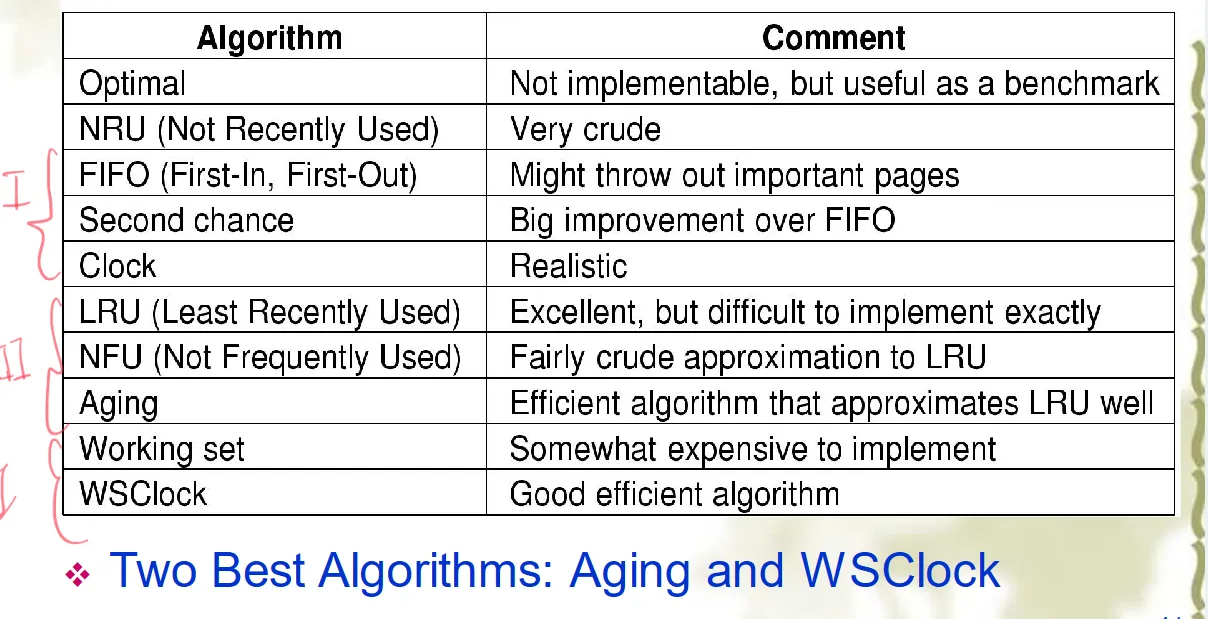 Algorithm Comment
Optimal Not implementable, but useful as a benchmark
NRU (Not Recently Used) Very crude
FIFO (First-In, First-Out) Might throw out important pages
I
Second chance Big improvement over FIFO
Clock Realistic
LRU (Least Recently Used) Excellent, but difficult to implement exactly
NFU (Not Frequently Used) Fairly crude approximation to LRU
II
Aging Efficient algorithm that approximates LRU well
Working set Somewhat expensive to implement
WSClock Good efficient algorithm
❖ Two Best Algorithms: Aging and WSClock